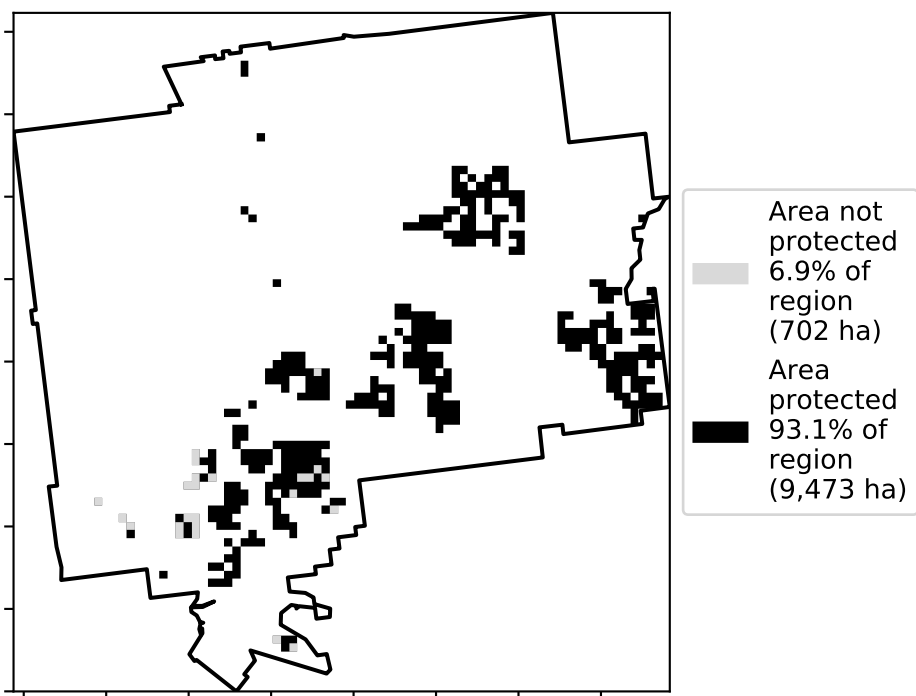 Area not
protected
6.9% of
region
(702 ha)
Area
protected
93.1% of
region
(9,473 ha)